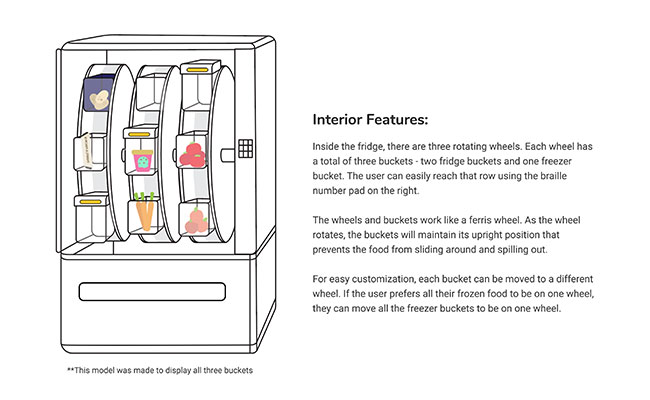 Interior Features:
Inside the fridge, there are three rotating wheels. Each wheel has
a total of three buckets - two fridge buckets and one freezer
bucket. The user can easily reach that row using the braille
number pad on the right.
The wheels and buckets work like a ferris wheel. As the wheel
rotates, the buckets will maintain its upright position that
prevents the food from sliding around and spilling out.
For easy customization, each bucket can be moved to a different
wheel. If the user prefers all their frozen food to be on one wheel,
they can move all the freezer buckets to be on one wheel.
**This model was made to display all three buckets